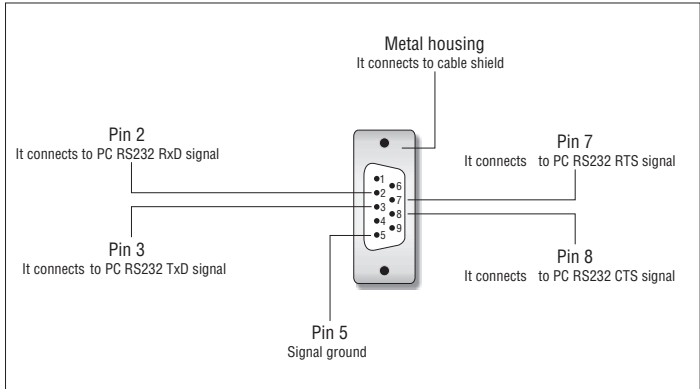 Metal housing
It connects to cable shield
Pin 2
It connects to PC RS232 RxD signal
Pin 7
It connects to PC RS232 RTS signal
1
6
2
7
3
8
4
9
5
Pin 3
It connects to PC RS232 TxD signal
Pin 8
It connects to PC RS232 CTS signal
Pin 5
Signal ground